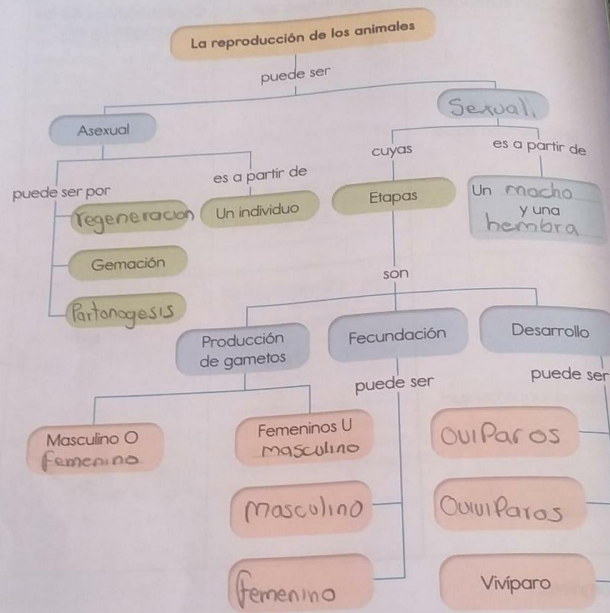 La reproducción de los animales
puede ser
Asexual
Sexual.
puede ser por
es a partir de
cuyas
es a partir de
regeneracion
Un individuo
Etapas
Un macho
y una
hembra
Gemación
Partonogesis
son
Producción
de gametos
Fecundación
Desarrollo
puede ser
puede ser
Masculino O
femenino
Femeninos U
masculino
OuiParos
masculino
OuiuiParos
femenino
Vivíparo